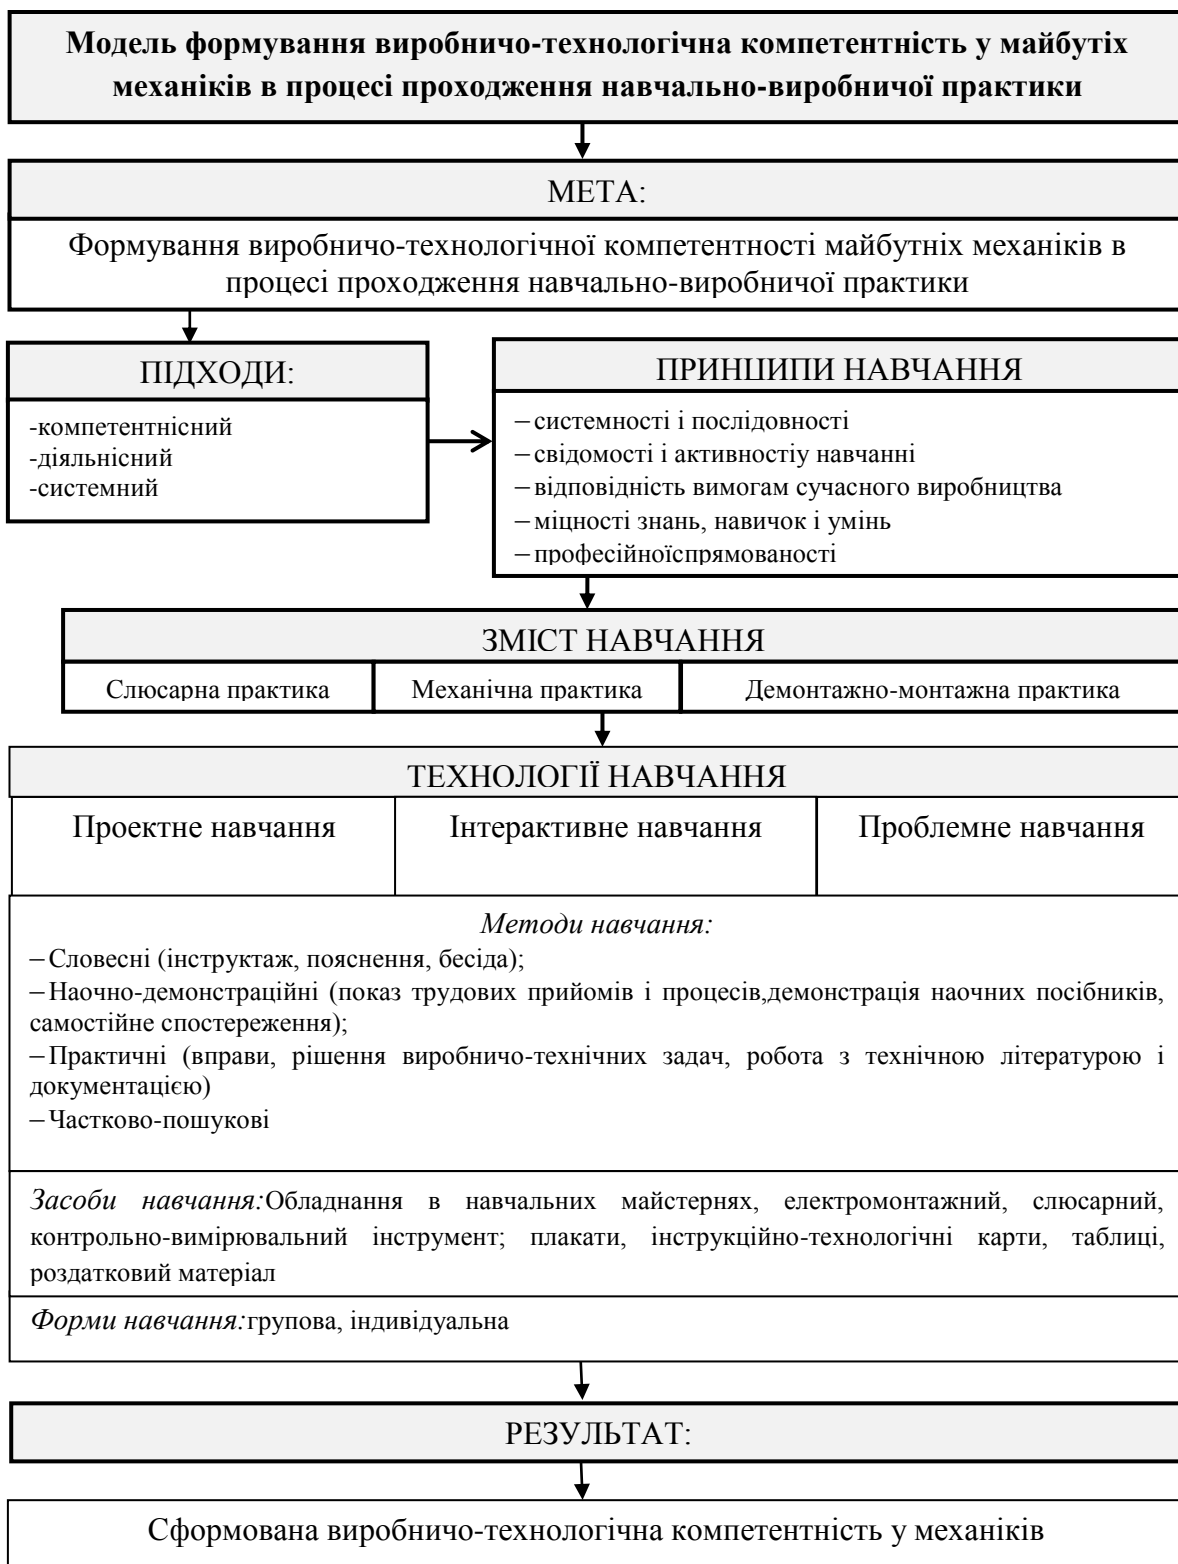 Модель формування виробничо-технологічна компетентність у майбутіх
механіків в процесі проходження навчально-виробничої практики
МЕТА:
Формування виробничо-технологічної компетентності майбутніх механіків в
процесі проходження навчально-виробничої практики
ПІДХОДИ:
-компетентнісний
-діяльнісний
-системний
ПРИНЦИПИ НАВЧАННЯ
–системності і послідовності
–свідомості і активностіу навчанні
–відповідність вимогам сучасного виробництва
–міцності знань, навичок і умінь
–професійноїспрямованості
ЗМІСТ НАВЧАННЯ
Слюсарна практика
Механічна практика
Демонтажно-монтажна практика
ТЕХНОЛОГІЇ НАВЧАННЯ
Проектне навчання
Інтерактивне навчання
Проблемне навчання
Методи навчання:
–Словесні (інструктаж, пояснення, бесіда);
–Наочно-демонстраційні (показ трудових прийомів і процесів,демонстрація наочних посібників,
самостійне спостереження);
–Практичні (вправи, рішення виробничо-технічних задач, робота з технічною літературою і
документацією)
–Частково-пошукові
Засоби навчання:Обладнання в навчальних майстернях, електромонтажний, слюсарний,
контрольно-вимірювальний інструмент; плакати, інструкційно-технологічні карти, таблиці,
роздатковий матеріал
Форми навчання:групова, індивідуальна
РЕЗУЛЬТАТ:
Сформована виробничо-технологічна компетентність у механіків